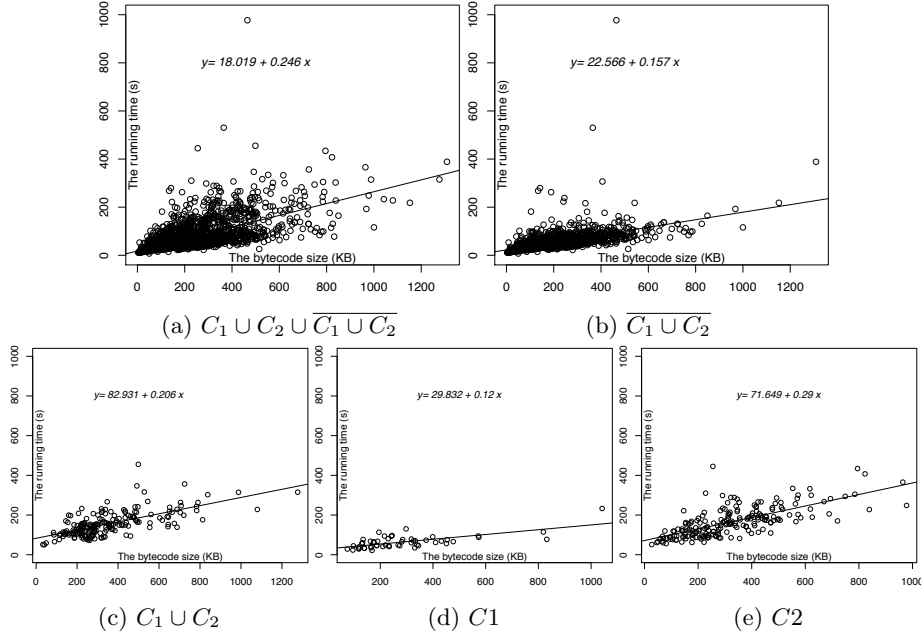 1000
800
600
400
200
0
The running time (s)
y= 18.019 + 0.246 x
The bytecode size (KB)
0 200 400 600 800 1000 1200
(a) C₁ ∪ C₂ ∪ \overline{C₁ ∪ C₂}
1000
800
600
400
200
0
The running time (s)
y= 22.566 + 0.157 x
The bytecode size (KB)
0 200 400 600 800 1000 1200
(b) \overline{C₁ ∪ C₂}
1000
800
600
400
200
0
The running time (s)
y= 82.931 + 0.206 x
The bytecode size (KB)
0 200 400 600 800 1000 1200
(c) C₁ ∪ C₂
1000
800
600
400
200
0
The running time (s)
y= 29.832 + 0.12 x
The bytecode size (KB)
200 400 600 800 1000
(d) C1
1000
800
600
400
200
0
The running time (s)
y= 71.649 + 0.29 x
The bytecode size (KB)
0 200 400 600 800 1000
(e) C2